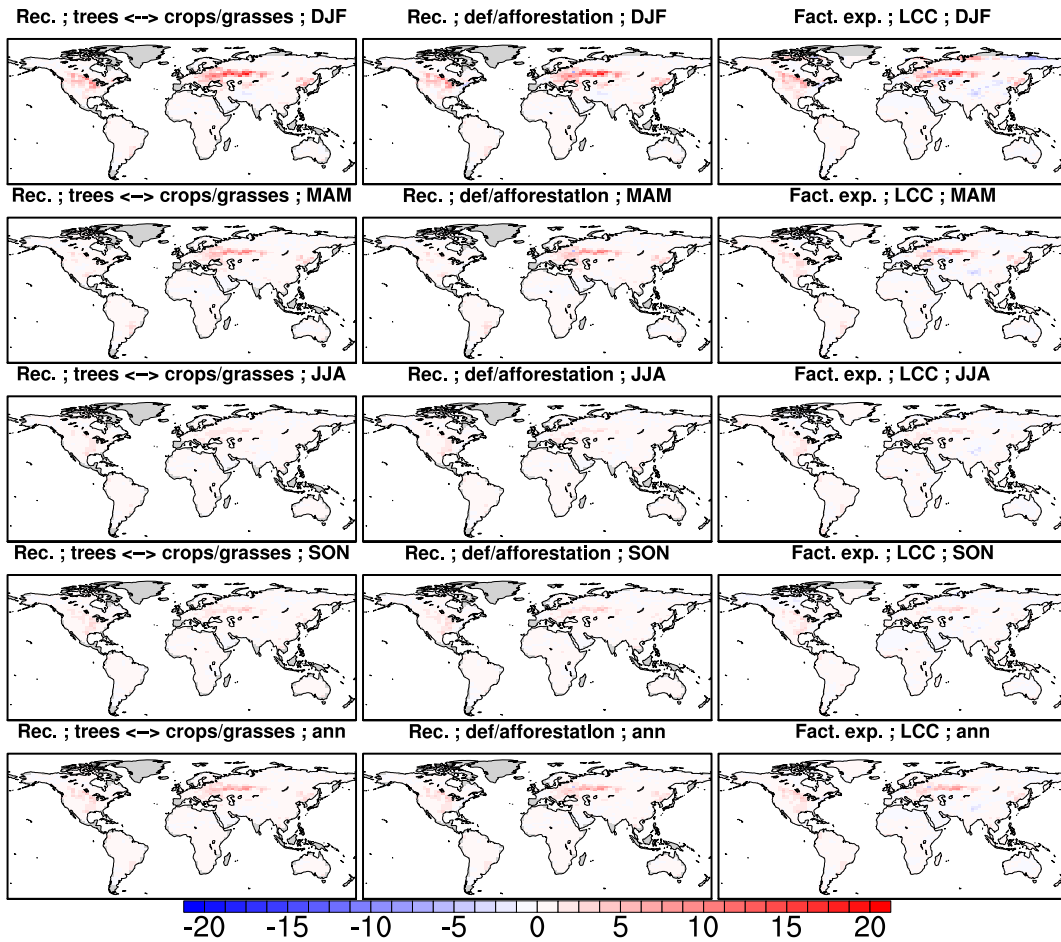 Rec. ; trees <--> crops/grasses ; DJF
Rec. ; def/afforestation ; DJF
Fact. exp. ; LCC ; DJF
Rec. ; trees <--> crops/grasses ; MAM
Rec. ; def/afforestation ; MAM
Fact. exp. ; LCC ; MAM
Rec. ; trees <--> crops/grasses ; JJA
Rec. ; def/afforestation ; JJA
Fact. exp. ; LCC ; JJA
Rec. ; trees <--> crops/grasses ; SON
Rec. ; def/afforestation ; SON
Fact. exp. ; LCC ; SON
Rec. ; trees <--> crops/grasses ; ann
Rec. ; def/afforestation ; ann
Fact. exp. ; LCC ; ann
-20 -15 -10 -5 0 5 10 15 20